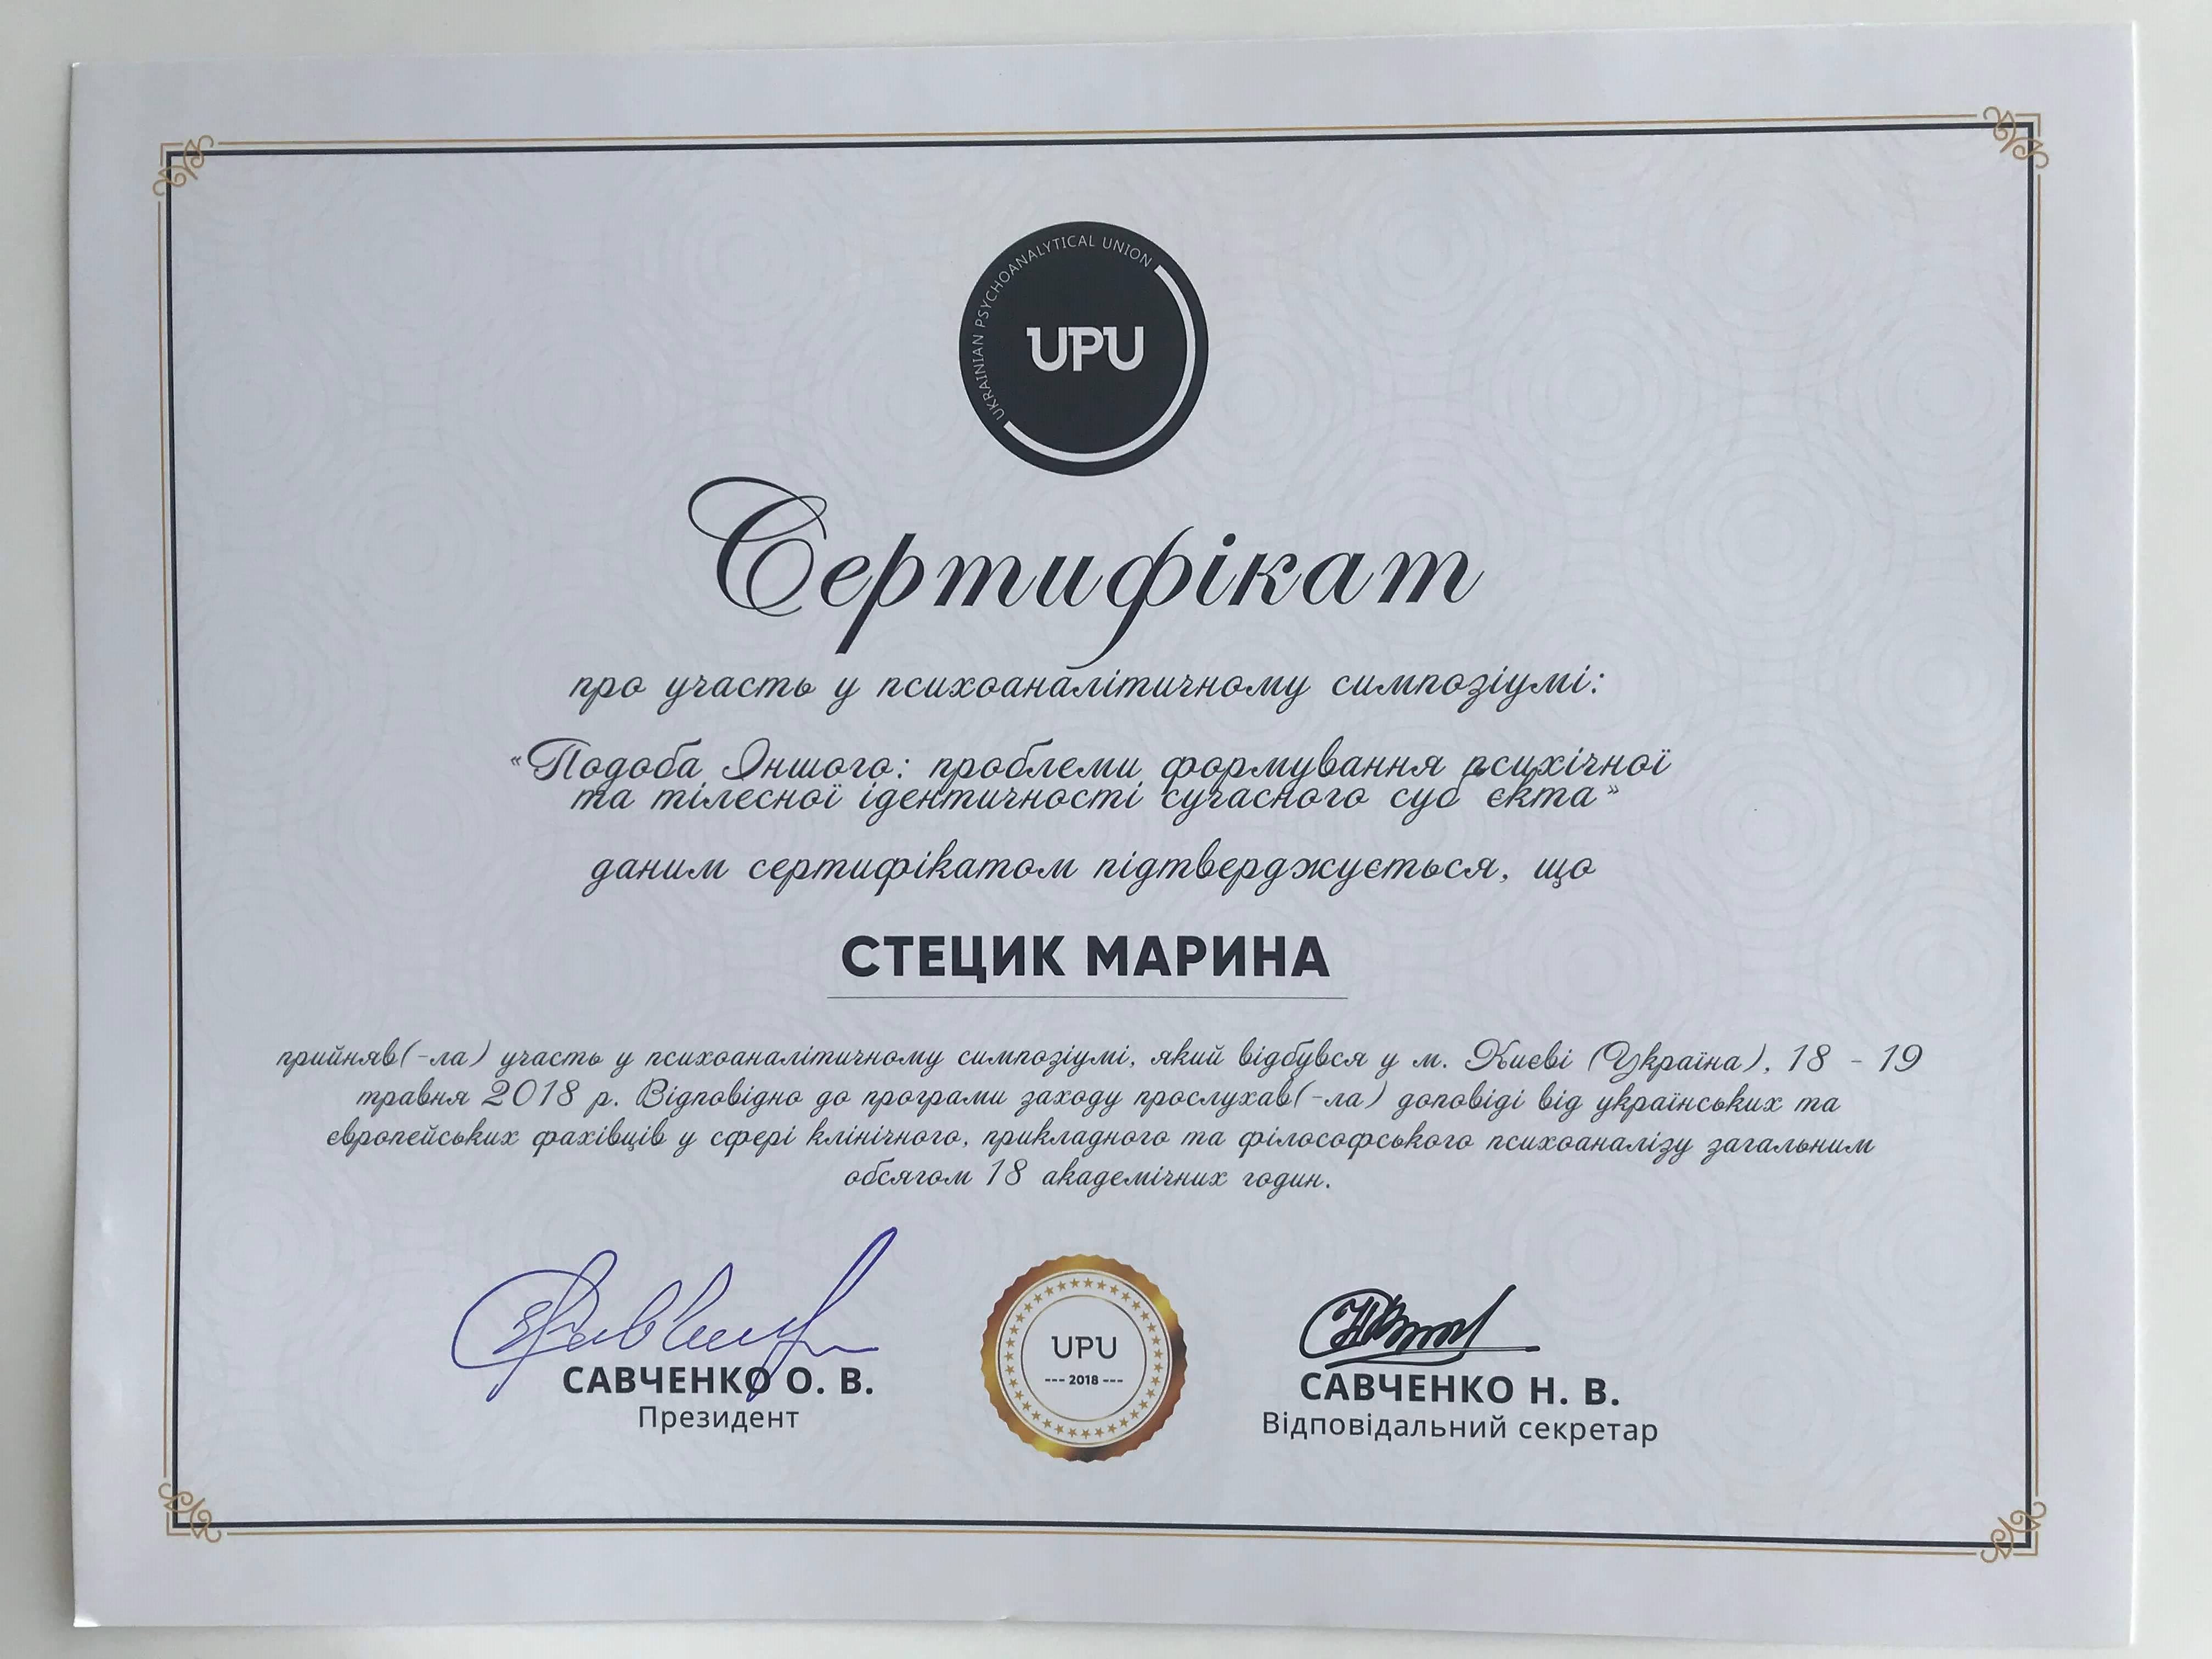 UKRAINIAN PSYCHOANALYTICAL UNION
UPU
Сертифікат
про участь у психоаналітичному симпозіумі:
«Подоба Іншого: проблеми формування психічної
та тілесної ідентичності сучасного суб'єкта»
даним сертифікатом підтверджується, що
СТЕЦИК МАРИНА
прийняв(-ла) участь у психоаналітичному симпозіумі, який відбувся у м. Києві (Україна), 18 - 19
травня 2018 р. Відповідно до програми заходу прослухав(-ла) доповіді від українських та
європейських фахівців у сфері клінічного, прикладного та філософського психоаналізу загальним
обсягом 18 академічних годин.
САВЧЕНКО О. В.
Президент
UPU
--- 2018 ---
САВЧЕНКО Н. В.
Відповідальний секретар